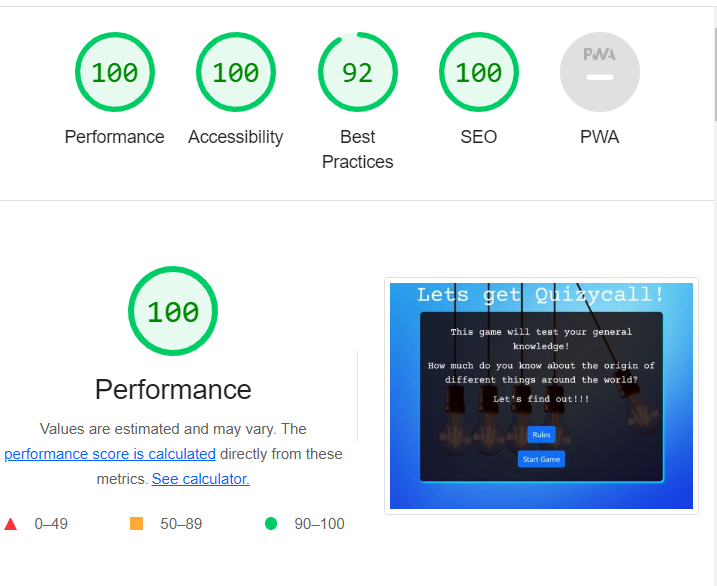 100
100
92
100
PWA
Performance
Accessibility
Best
Practices
SEO
PWA
100
Performance
Values are estimated and may vary. The
performance score is calculated directly from these
metrics. See calculator.
0–49
50–89
90–100
Lets get Quizycall!
This game will test your general
knowledge!
How much do you know about the origin of
different things around the world?
Let's find out!!!
Rules
Start Game